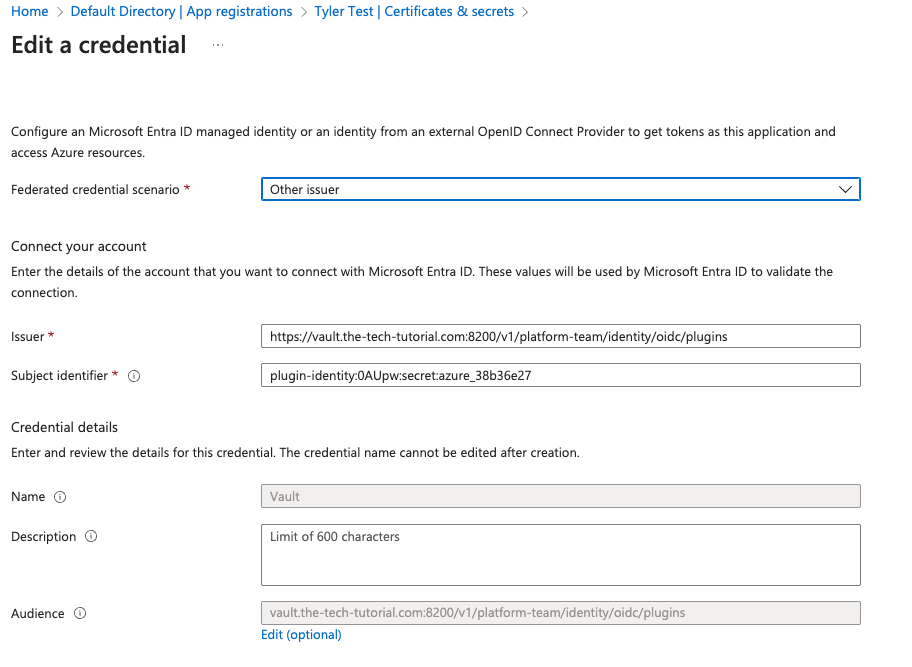 Home > Default Directory | App registrations > Tyler Test | Certificates & secrets >
Edit a credential ...
Configure an Microsoft Entra ID managed identity or an identity from an external OpenID Connect Provider to get tokens as this application and
access Azure resources.
Federated credential scenario * Other issuer
Connect your account
Enter the details of the account that you want to connect with Microsoft Entra ID. These values will be used by Microsoft Entra ID to validate the
connection.
Issuer * https://vault.the-tech-tutorial.com:8200/v1/platform-team/identity/oidc/plugins
Subject identifier * plugin-identity:0AUpw:secret:azure_38b36e27
Credential details
Enter and review the details for this credential. The credential name cannot be edited after creation.
Name Vault
Description Limit of 600 characters
Audience vault.the-tech-tutorial.com:8200/v1/platform-team/identity/oidc/plugins
Edit (optional)